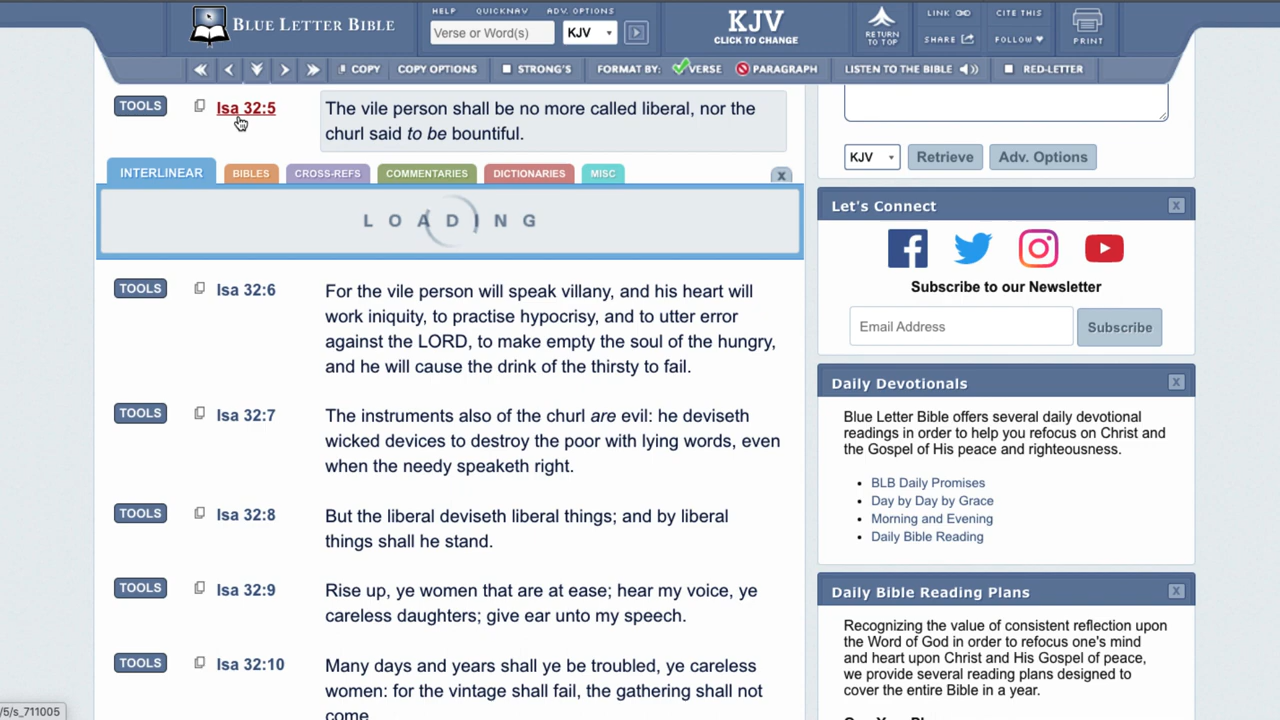 BLUE LETTER BIBLE
HELP QUICKNAV ADV. OPTIONS
Verse or Word(s) KJV
KJV
CLICK TO CHANGE
RETURN
TO TOP
LINK
SHARE
CITE THIS
FOLLOW
PRINT
COPY COPY OPTIONS STRONG'S FORMAT BY: VERSE PARAGRAPH LISTEN TO THE BIBLE RED-LETTER
TOOLS Isa 32:5 The vile person shall be no more called liberal, nor the
churl said to be bountiful.
INTERLINEAR BIBLES CROSS-REFS COMMENTARIES DICTIONARIES MISC x
LOADING
TOOLS Isa 32:6 For the vile person will speak villany, and his heart will
work iniquity, to practise hypocrisy, and to utter error
against the LORD, to make empty the soul of the hungry,
and he will cause the drink of the thirsty to fail.
TOOLS Isa 32:7 The instruments also of the churl are evil: he deviseth
wicked devices to destroy the poor with lying words, even
when the needy speaketh right.
TOOLS Isa 32:8 But the liberal deviseth liberal things; and by liberal
things shall he stand.
TOOLS Isa 32:9 Rise up, ye women that are at ease; hear my voice, ye
careless daughters; give ear unto my speech.
TOOLS Isa 32:10 Many days and years shall ye be troubled, ye careless
women: for the vintage shall fail, the gathering shall not
come
/5/s_711005
KJV Retrieve Adv. Options
Let's Connect x
Subscribe to our Newsletter
Email Address Subscribe
Daily Devotionals x
Blue Letter Bible offers several daily devotional
readings in order to help you refocus on Christ and
the Gospel of His peace and righteousness.
• BLB Daily Promises
• Day by Day by Grace
• Morning and Evening
• Daily Bible Reading
Daily Bible Reading Plans x
Recognizing the value of consistent reflection upon
the Word of God in order to refocus one's mind
and heart upon Christ and His Gospel of peace,
we provide several reading plans designed to
cover the entire Bible in a year.